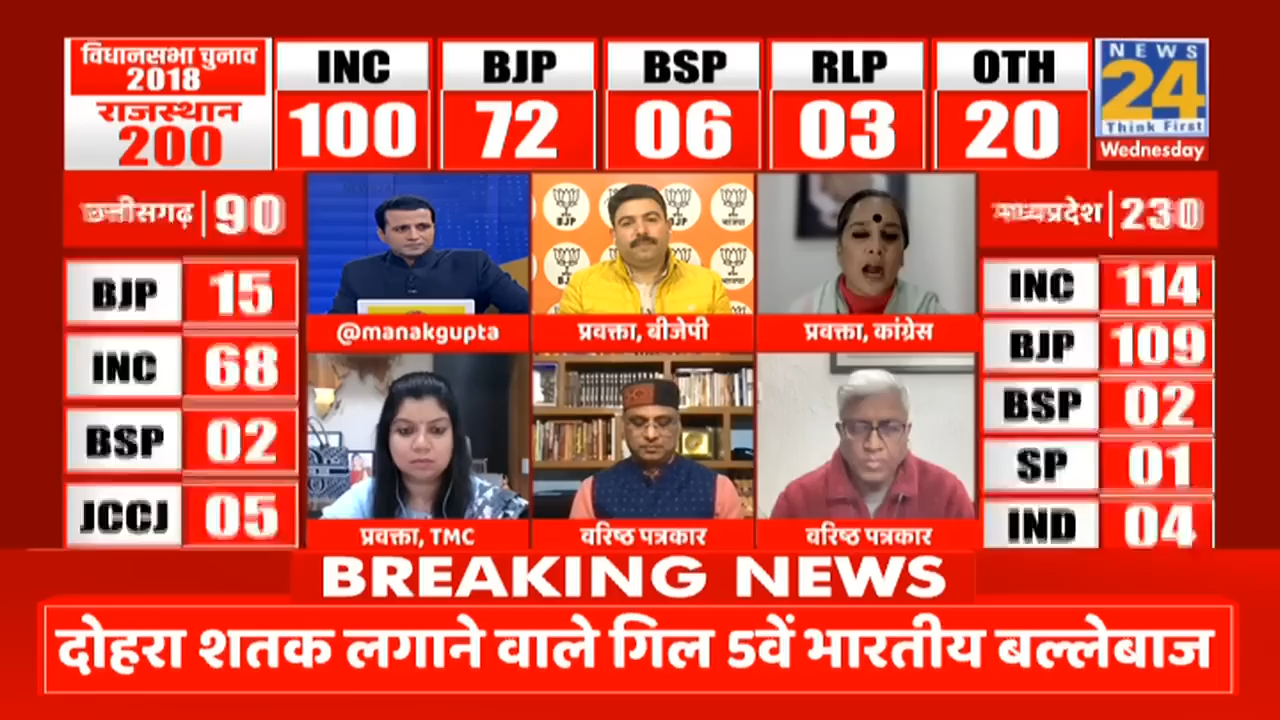 विधानसभा चुनाव
2018
राजस्थान
200
INC
100
BJP
72
BSP
06
RLP
03
OTH
20
NEWS
24
Think First
Wednesday
छत्तीसगढ़ 90
BJP 15
INC 68
BSP 02
JCCJ 05
BJP
BJP
भाजपा
@manakgupta
प्रवक्ता, बीजेपी
प्रवक्ता, कांग्रेस
प्रवक्ता, TMC
वरिष्ठ पत्रकार
वरिष्ठ पत्रकार
मध्यप्रदेश 230
INC 114
BJP 109
BSP 02
SP 01
IND 04
BREAKING NEWS
दोहरा शतक लगाने वाले गिल 5वें भारतीय बल्लेबाज